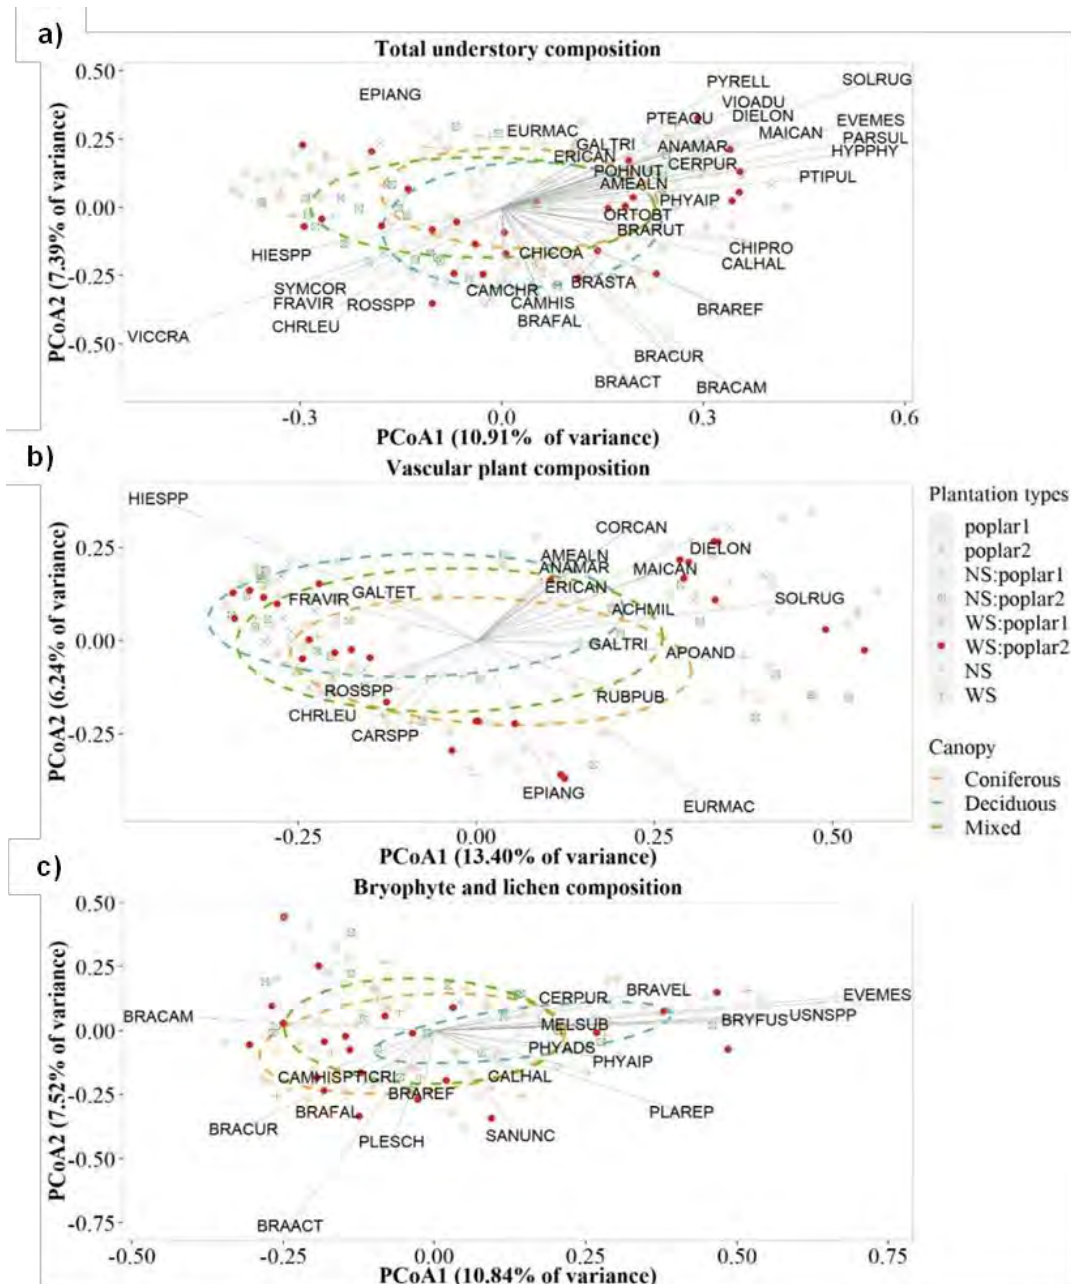 a)
Total understory composition
0.50
0.25
0.00
-0.25
-0.50
PCoA2 (7.39% of variance)
EPIANG
PYRELL
SOLRUG
VIOADU
PTEAQU
DIELON
EVEMES
EURMAC
MAICAN
PARSUL
GALTRI
ANAMAR
HYPPHY
ERICAN
CERPUR
POHNUT
PTIPUL
AMEALN
PHYAIP
ORTOBT
BRARUT
HIESPP
CHICOA
CHIPRO
CALHAL
SYMCOR
CAMCHR
BRASTA
FRAVIR
ROSSPP
CAMHIS
BRAREF
CHRLEU
BRAFAL
VICCRA
BRACUR
BRAACT
BRACAM
-0.3
0.0
0.3
0.6
PCoA1 (10.91% of variance)
b)
Vascular plant composition
0.25
0.00
-0.25
PCoA2 (6.24% of variance)
HIESPP
CORCAN
AMEALN
DIELON
ANAMAR
MAICAN
ERICAN
FRAVIR
GALTET
ACHMIL
SOLRUG
GALTRI
APOAND
ROSSPP
RUBPUB
CHRLEU
CARSPP
EPIANG
EURMAC
-0.25
0.00
0.25
0.50
PCoA1 (13.40% of variance)
Plantation types
poplar1
poplar2
NS:poplar1
NS:poplar2
WS:poplar1
WS:poplar2
NS
WS
Canopy
Coniferous
Deciduous
Mixed
c)
Bryophyte and lichen composition
0.50
0.25
0.00
-0.25
-0.50
-0.75
PCoA2 (7.52% of variance)
CERPUR
BRAVEL
EVEMES
BRACAM
MELSUB
BRYFUS
USNSPP
PHYADS
PHYAIP
CAMHISPTICRI
CALHAL
BRAREF
BRAFAL
PLAREP
BRACUR
PLESCH
SANUNC
BRAACT
-0.50
-0.25
0.00
0.25
0.50
0.75
PCoA1 (10.84% of variance)